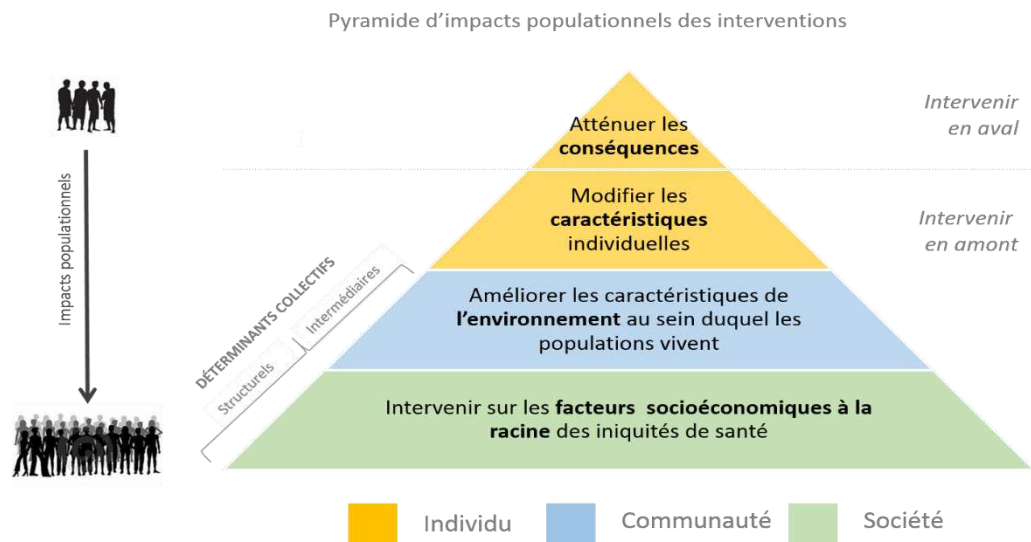 Pyramide d’impacts populationnels des interventions
Intervenir
en aval
Atténuer les
conséquences
Modifier les
caractéristiques
individuelles
Intervenir
en amont
Impacts populationnels
DÉTERMINANTS COLLECTIFS
Intermédiaires
Structurels
Améliorer les caractéristiques de
l’environnement au sein duquel les
populations vivent
Intervenir sur les facteurs socioéconomiques à la
racine des iniquités de santé
Individu
Communauté
Société